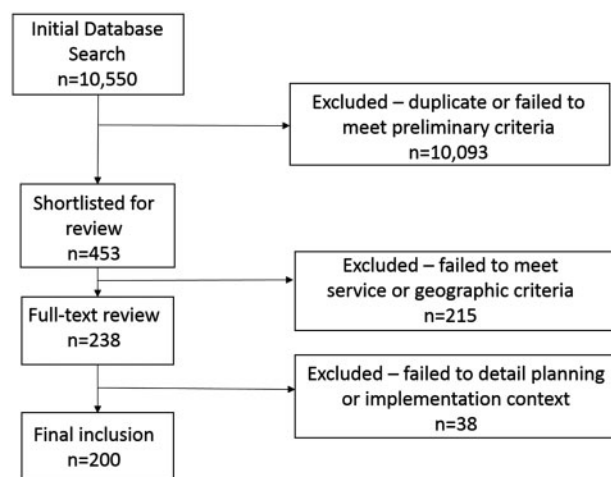 Initial Database
Search
n=10,550
Excluded – duplicate or failed to
meet preliminary criteria
n=10,093
Shortlisted for
review
n=453
Excluded – failed to meet
service or geographic criteria
n=215
Full-text review
n=238
Excluded – failed to detail planning
or implementation context
n=38
Final inclusion
n=200